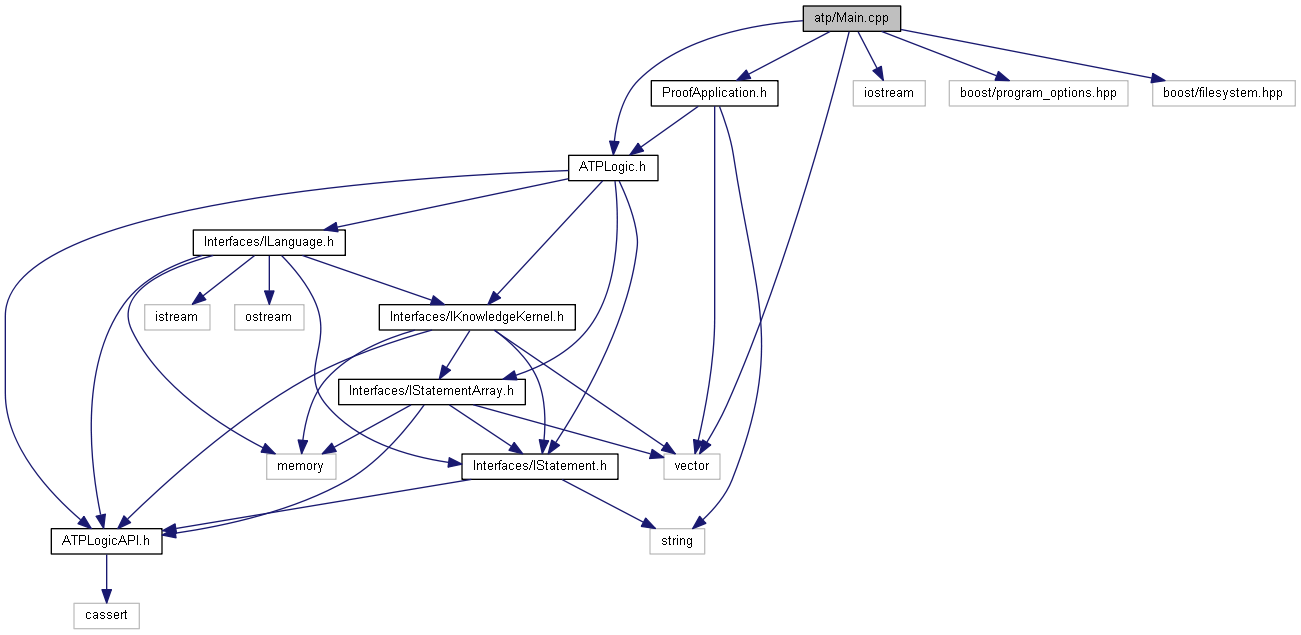 atp/Main.cpp
ProofApplication.h
iostream
boost/program_options.hpp
boost/filesystem.hpp
ATPLogic.h
Interfaces/ILanguage.h
istream
ostream
Interfaces/IKnowledgeKernel.h
Interfaces/IStatementArray.h
memory
Interfaces/IStatement.h
vector
ATPLogicAPI.h
string
cassert